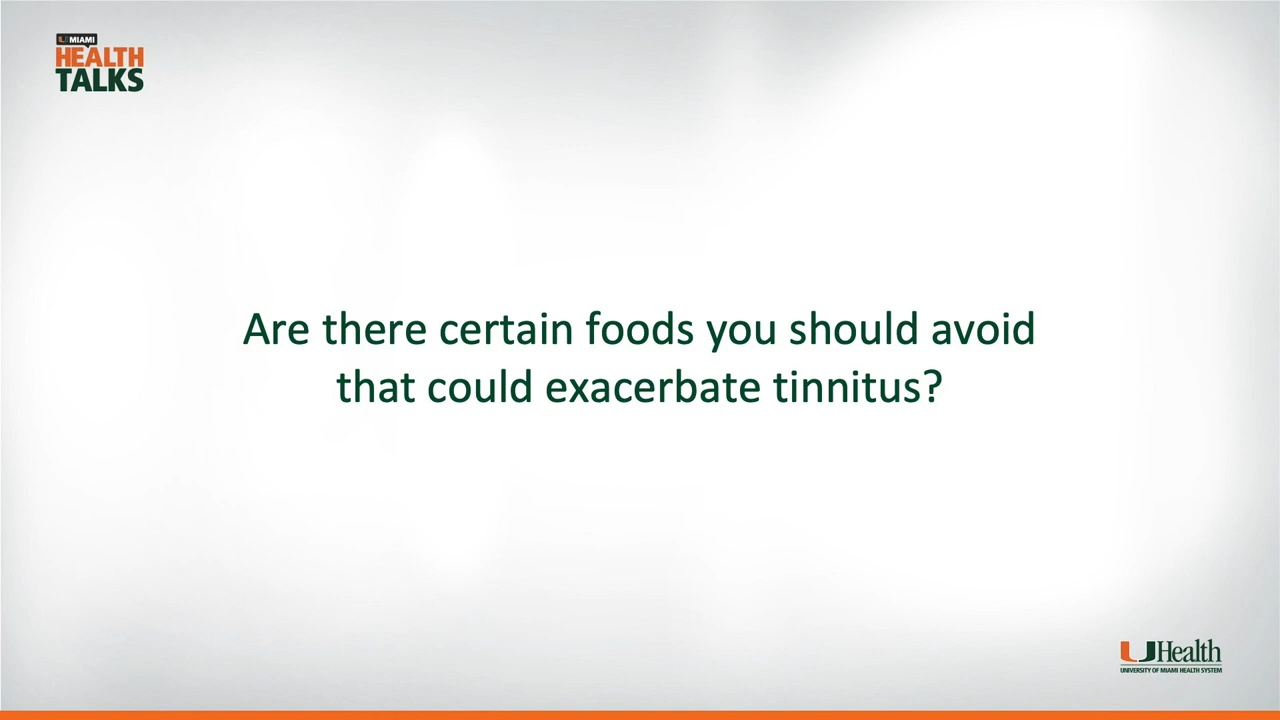 U MIAMI
HEALTH
TALKS
Are there certain foods you should avoid
that could exacerbate tinnitus?
UHealth
UNIVERSITY OF MIAMI HEALTH SYSTEM